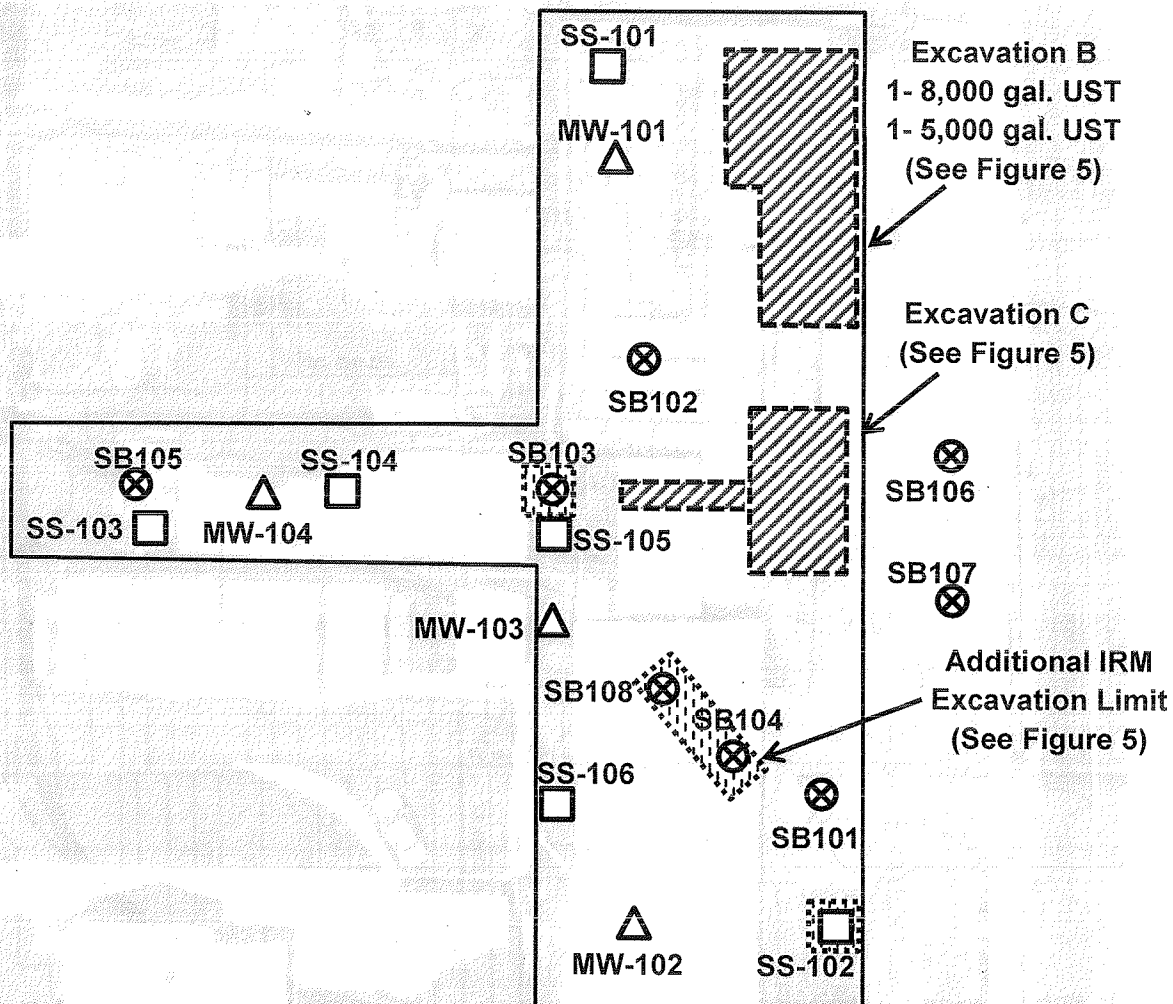 SS-101
MW-101
Excavation B
1- 8,000 gal. UST
1- 5,000 gal. UST
(See Figure 5)
Excavation C
(See Figure 5)
SB102
SB105
SS-104
SB103
SB106
SS-103
MW-104
SS-105
SB107
MW-103
Additional IRM
Excavation Limit
(See Figure 5)
SB108
SB104
SS-106
SB101
MW-102
SS-102